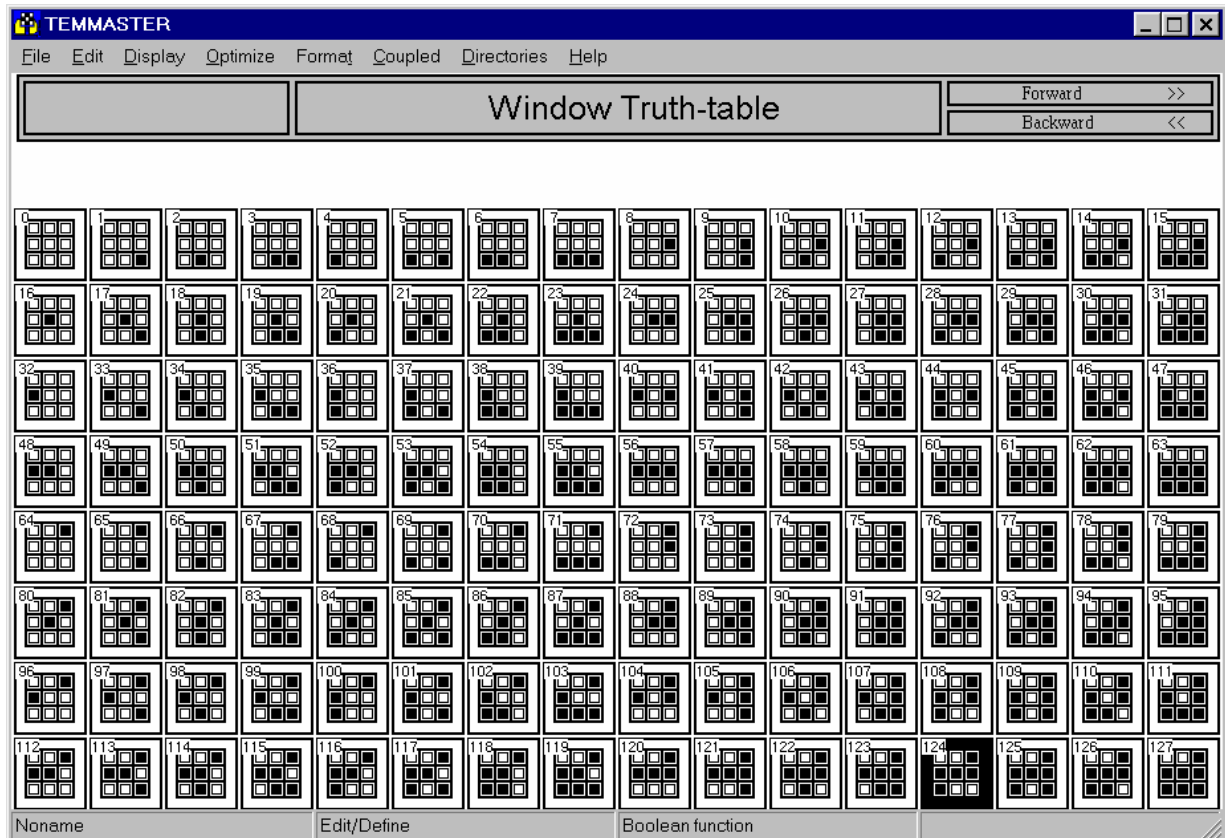 TEMMASTER
File Edit Display Optimize Format Coupled Directories Help
Window Truth-table
Forward >>
Backward <<
0 1 2 3 4 5 6 7 8 9 10 11 12 13 14 15
16 17 18 19 20 21 22 23 24 25 26 27 28 29 30 31
32 33 34 35 36 37 38 39 40 41 42 43 44 45 46 47
48 49 50 51 52 53 54 55 56 57 58 59 60 61 62 63
64 65 66 67 68 69 70 71 72 73 74 75 76 77 78 79
80 81 82 83 84 85 86 87 88 89 90 91 92 93 94 95
96 97 98 99 100 101 102 103 104 105 106 107 108 109 110 111
112 113 114 115 116 117 118 119 120 121 122 123 124 125 126 127
Noname Edit/Define Boolean function